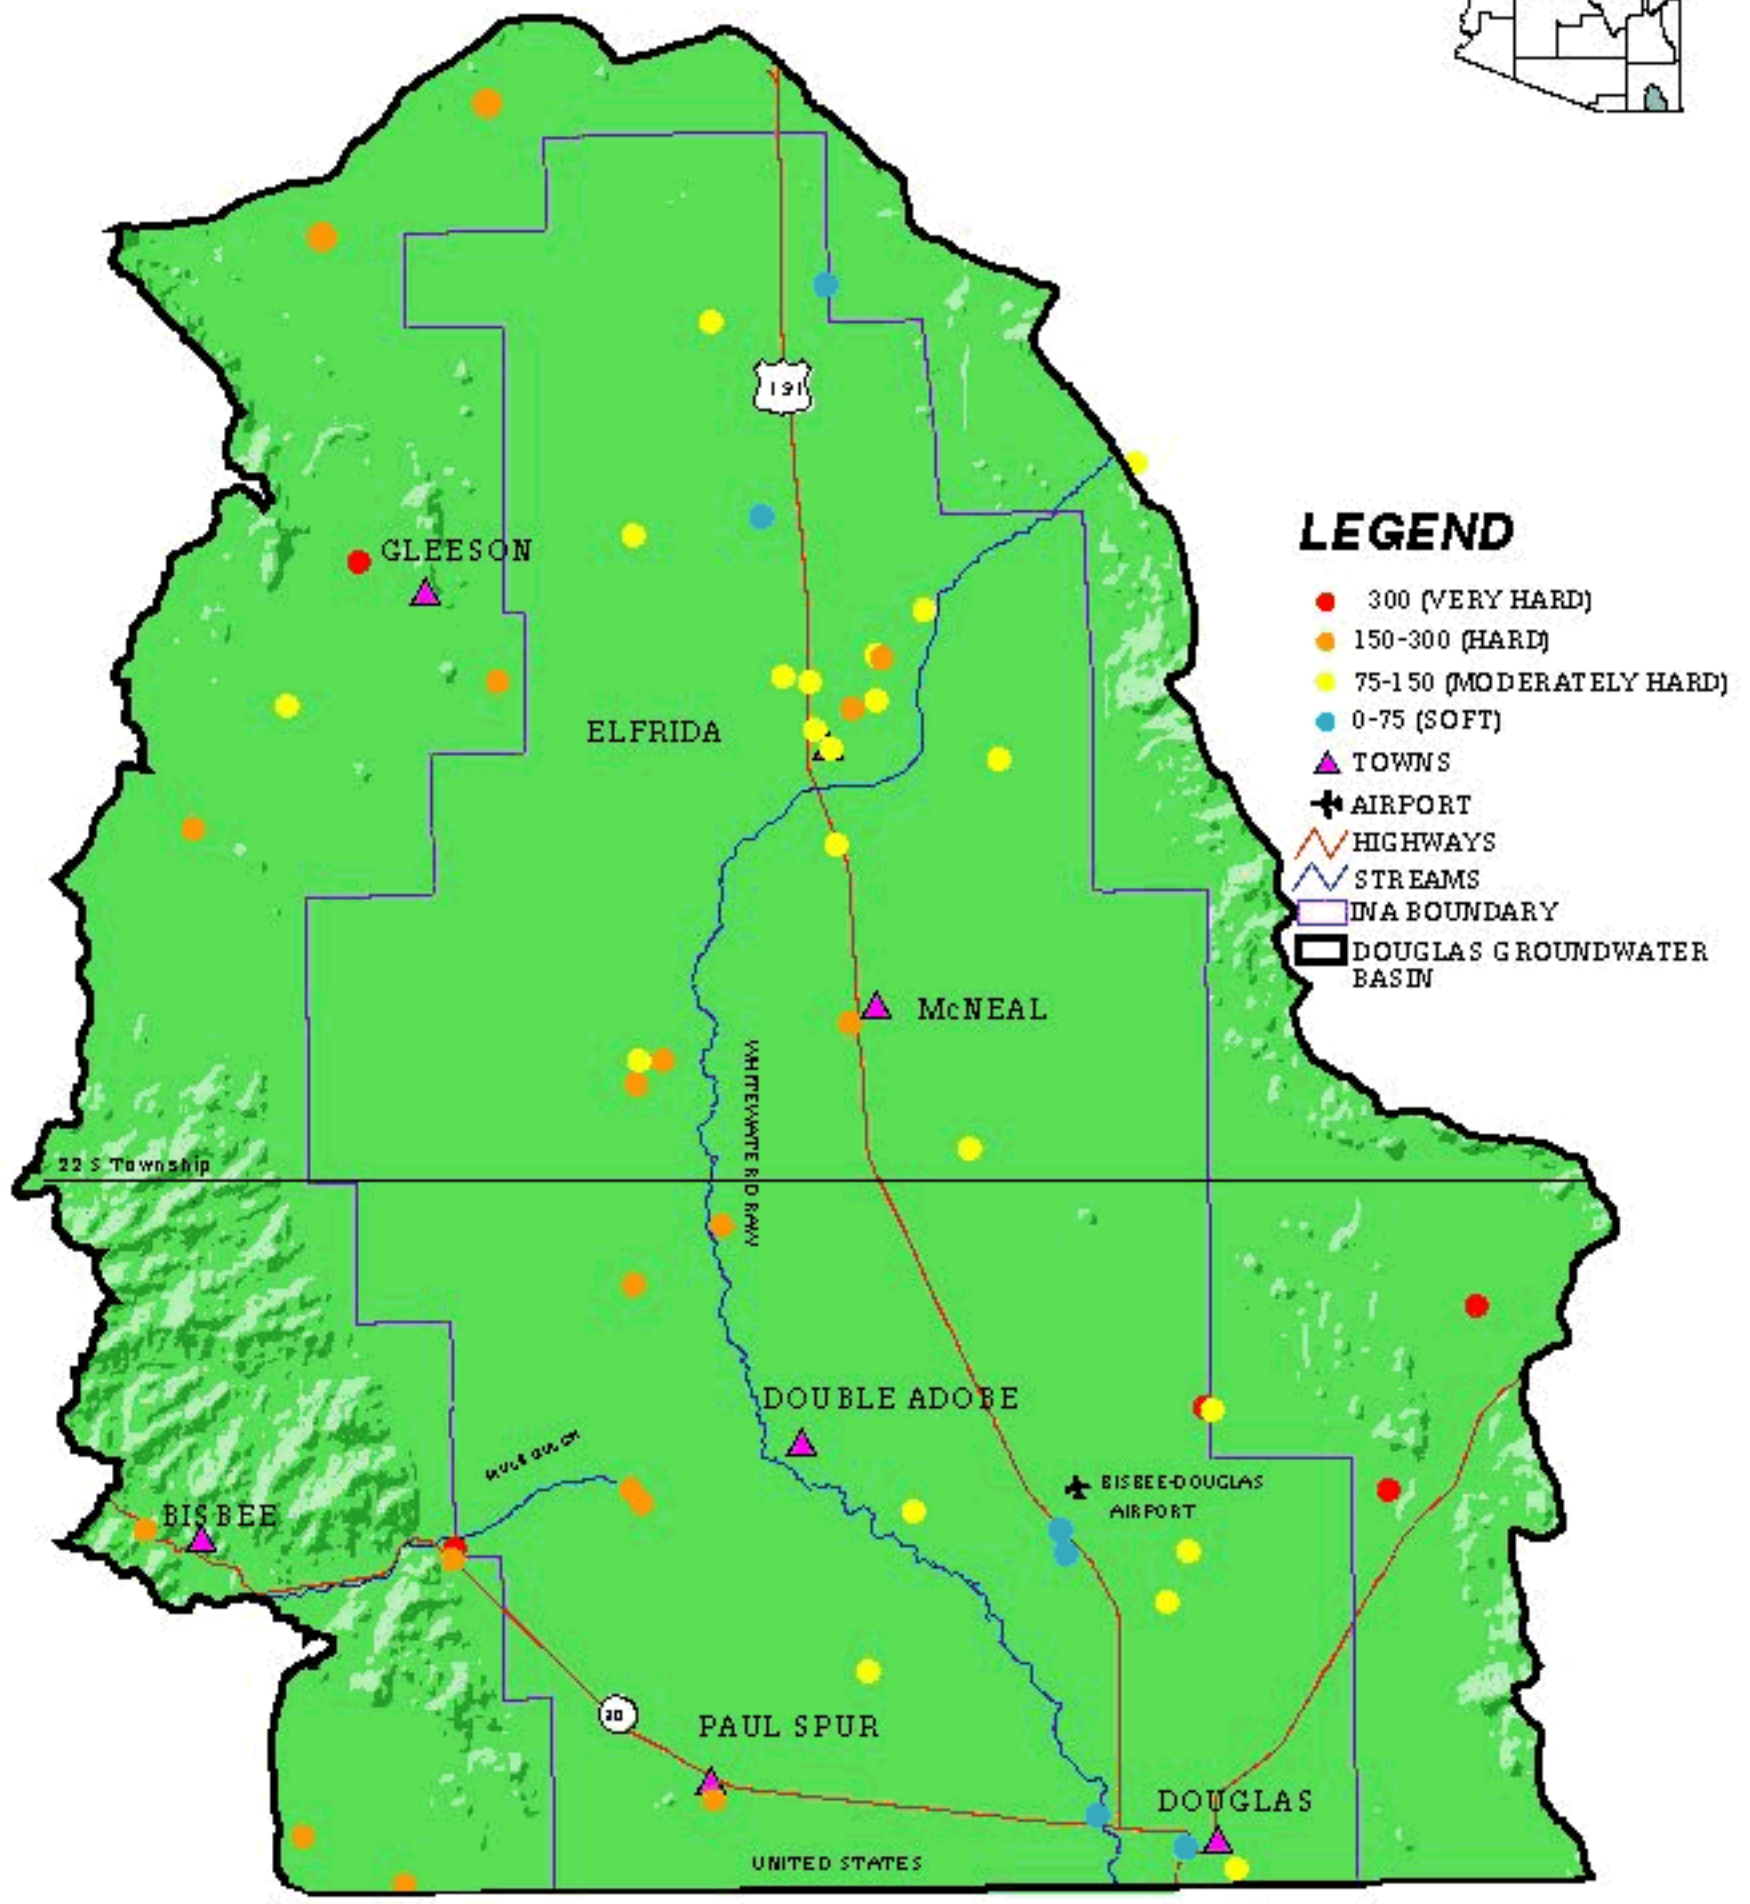 191
GLEESON
ELFRIDA
McNEAL
WHITEWATER DRAW
22 S Township
DOUBLE ADOBE
MULE GULCH
BISBEE
BISBEE-DOUGLAS
AIRPORT
80
PAUL SPUR
DOUGLAS
UNITED STATES
LEGEND
300 (VERY HARD)
150-300 (HARD)
75-150 (MODERATELY HARD)
0-75 (SOFT)
TOWNS
AIRPORT
HIGHWAYS
STREAMS
INA BOUNDARY
DOUGLAS GROUNDWATER
BASIN